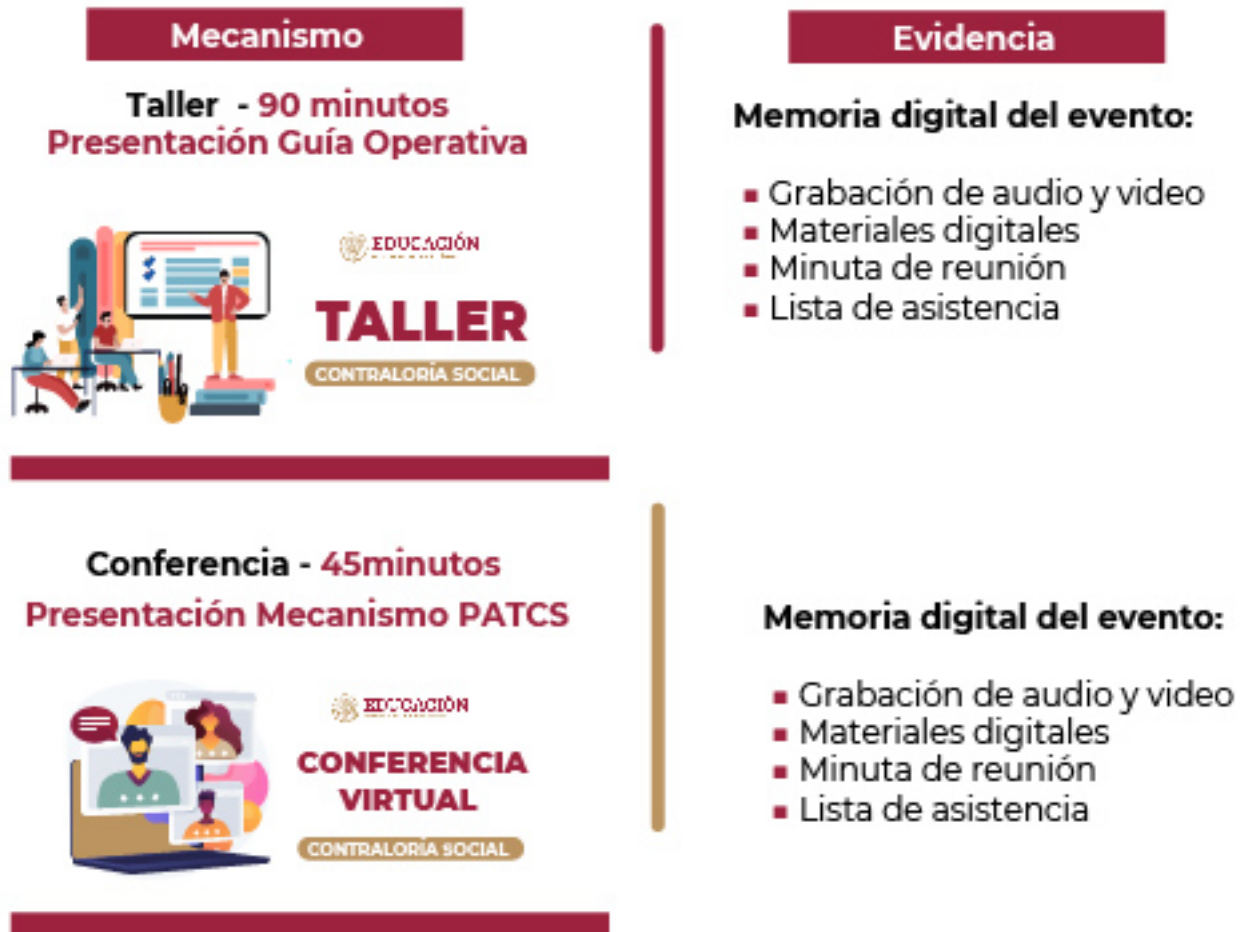 Mecanismo
Taller - 90 minutos
Presentación Guía Operativa
EDUCACIÓN
TALLER
CONTRALORÍA SOCIAL
Evidencia
Memoria digital del evento:
Grabación de audio y video
Materiales digitales
Minuta de reunión
Lista de asistencia
Conferencia - 45minutos
Presentación Mecanismo PATCS
EDUCACIÓN
CONFERENCIA
VIRTUAL
CONTRALORÍA SOCIAL
Memoria digital del evento:
Grabación de audio y video
Materiales digitales
Minuta de reunión
Lista de asistencia